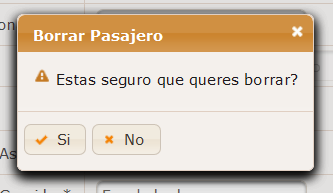 Borrar Pasajero
Estas seguro que queres borrar?
Si
No